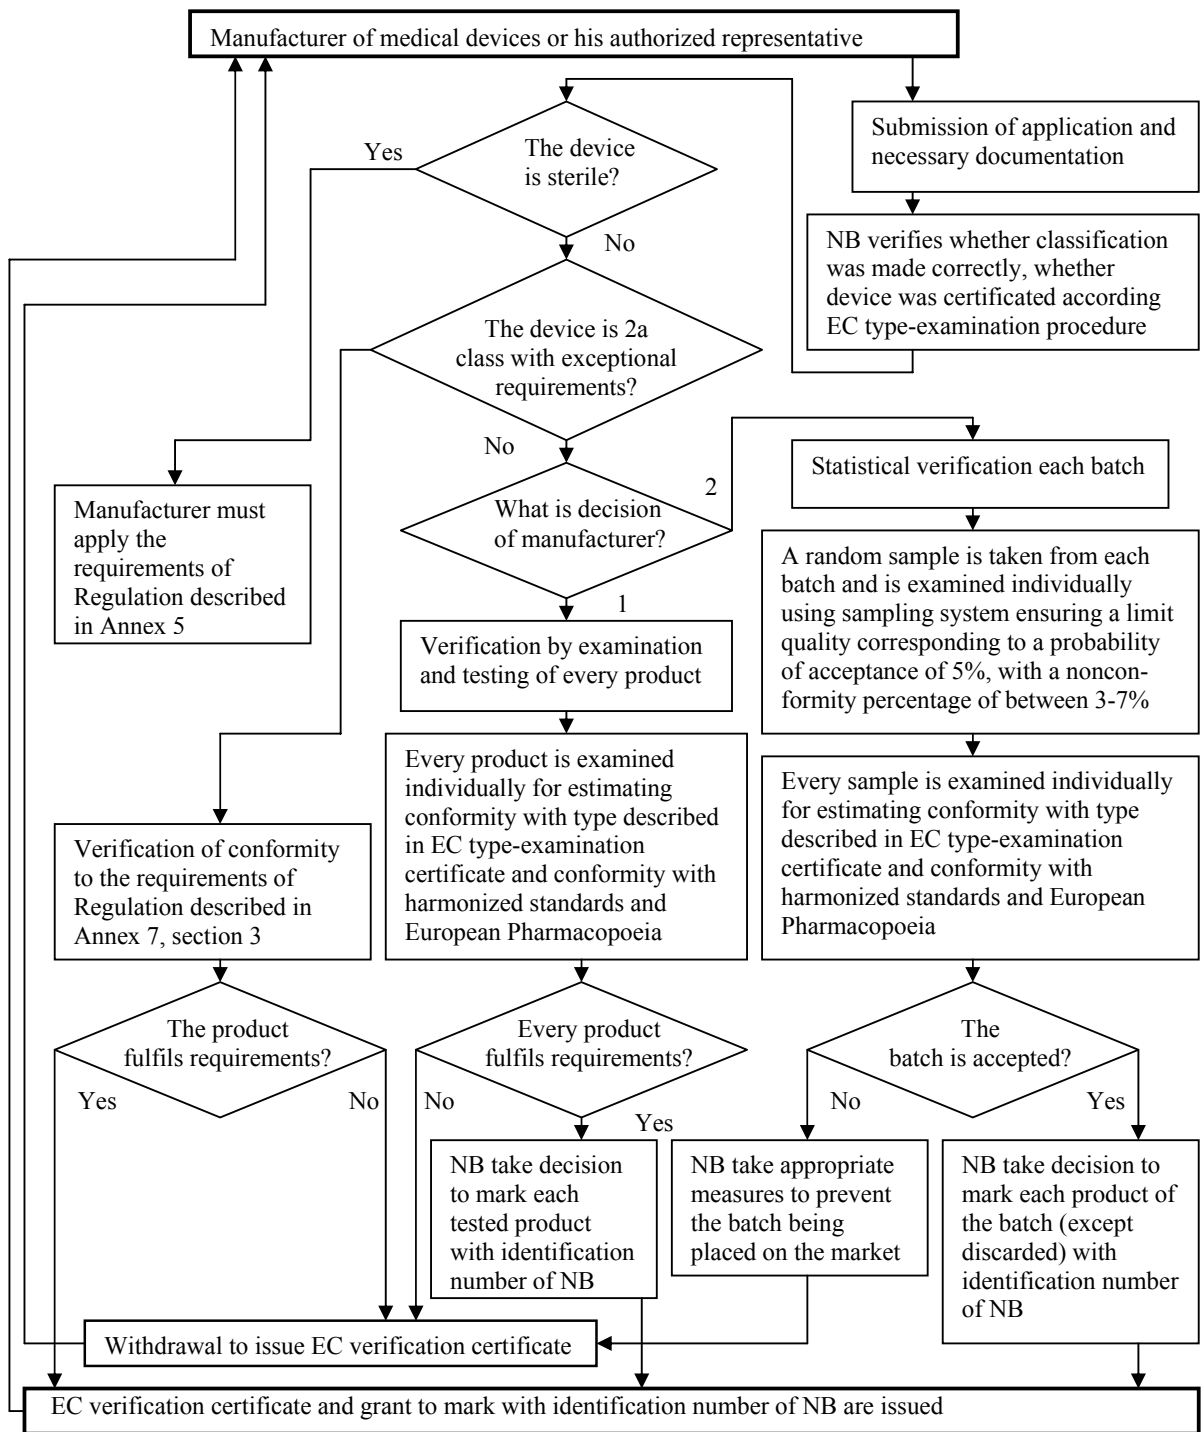 Manufacturer of medical devices or his authorized representative
Submission of application and
necessary documentation
NB verifies whether classification
was made correctly, whether
device was certificated according
EC type-examination procedure
The device
is sterile?
Yes
No
The device is 2a
class with exceptional
requirements?
No
Manufacturer must
apply the
requirements of
Regulation described
in Annex 5
What is decision
of manufacturer?
2
1
Statistical verification each batch
A random sample is taken from each
batch and is examined individually
using sampling system ensuring a limit
quality corresponding to a probability
of acceptance of 5%, with a noncon-
formity percentage of between 3-7%
Verification by examination
and testing of every product
Verification of conformity
to the requirements of
Regulation described in
Annex 7, section 3
Every product is examined
individually for estimating
conformity with type described
in EC type-examination
certificate and conformity with
harmonized standards and
European Pharmacopoeia
Every sample is examined individually
for estimating conformity with type
described in EC type-examination
certificate and conformity with
harmonized standards and European
Pharmacopoeia
The product
fulfils requirements?
Yes
No
Every product
fulfils requirements?
No
Yes
The
batch is accepted?
No
Yes
NB take decision
to mark each
tested product
with identification
number of NB
NB take appropriate
measures to prevent
the batch being
placed on the market
NB take decision to
mark each product of
the batch (except
discarded) with
identification number
of NB
Withdrawal to issue EC verification certificate
EC verification certificate and grant to mark with identification number of NB are issued